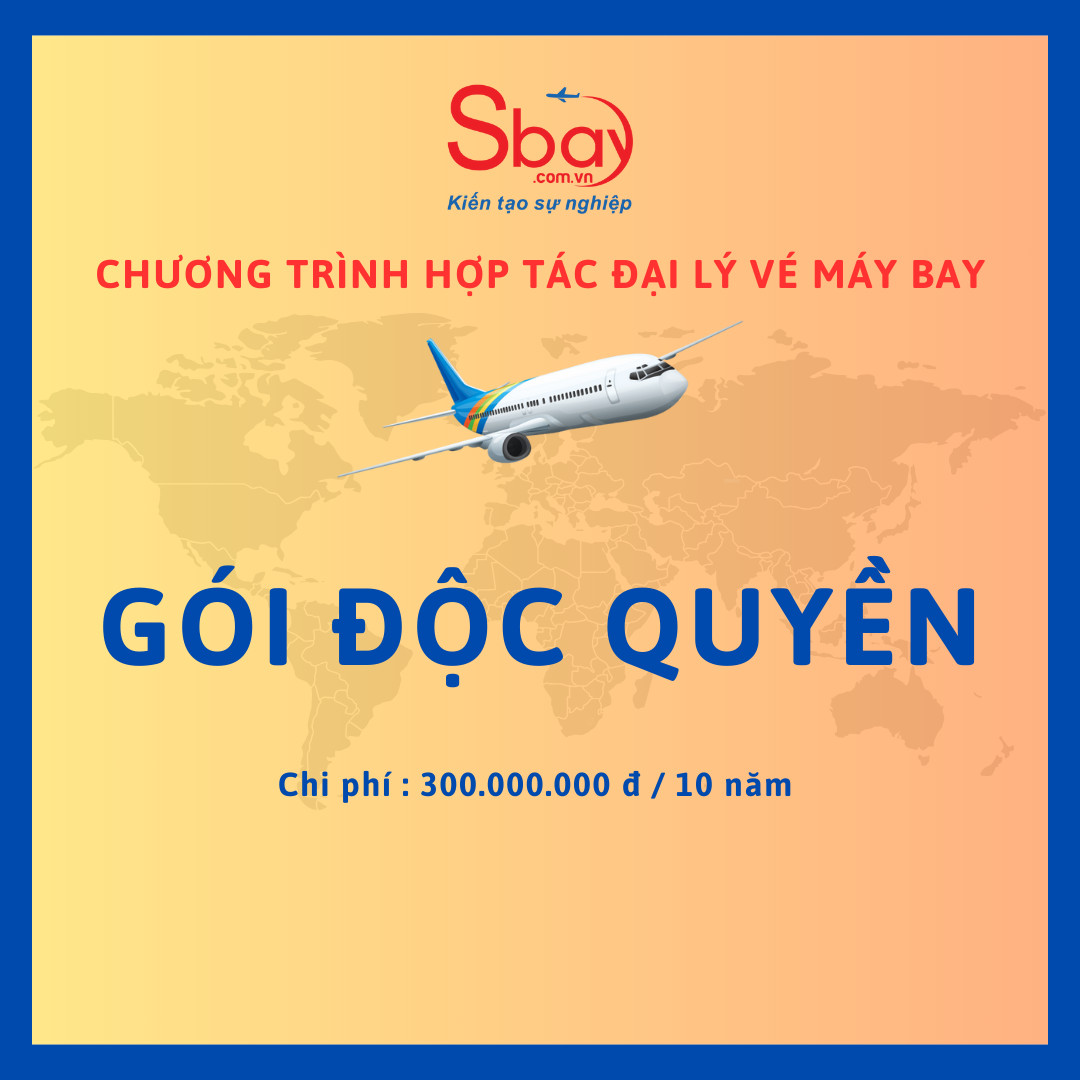 Sbay
.com.vn
Kiến tạo sự nghiệp
CHƯƠNG TRÌNH HỢP TÁC ĐẠI LÝ VÉ MÁY BAY
GÓI ĐỘC QUYỀN
Chi phí : 300.000.000 đ / 10 năm